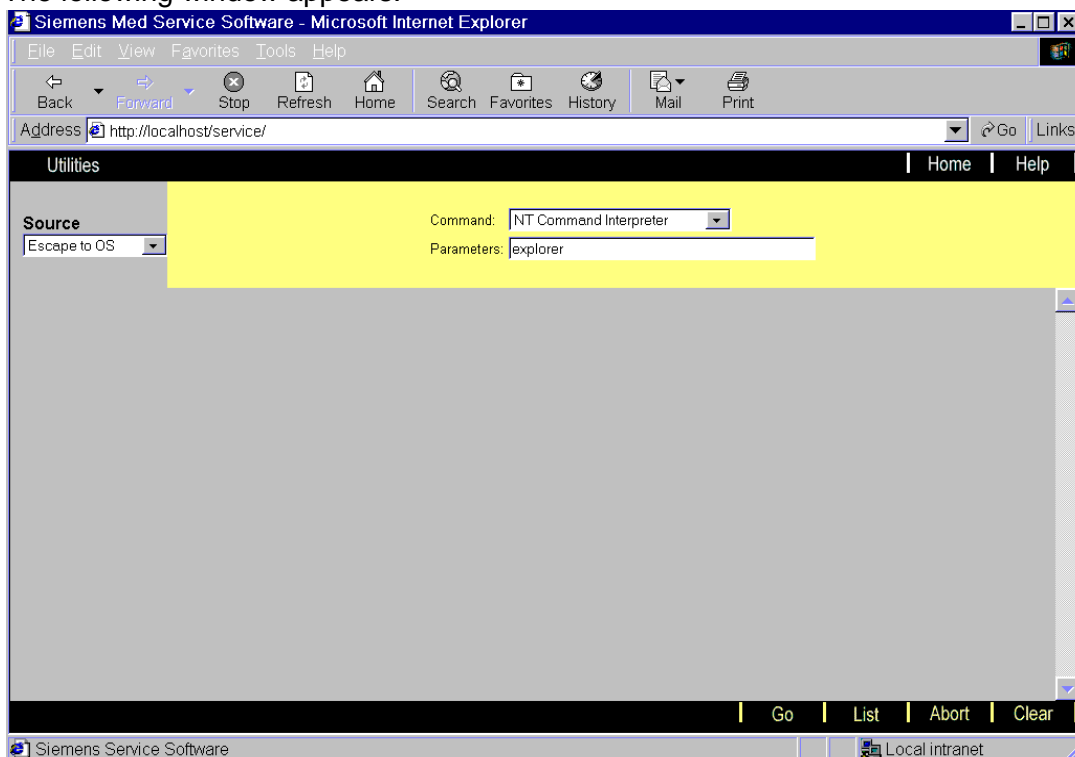 The following window appears:
Siemens Med Service Software - Microsoft Internet Explorer
File Edit View Favorites Tools Help
Back Forward Stop Refresh Home Search Favorites History Mail Print
Address http://localhost/service/ Go Links
Utilities Home Help
Source
Escape to OS
Command: NT Command Interpreter
Parameters: explorer
Go List Abort Clear
Siemens Service Software Local intranet